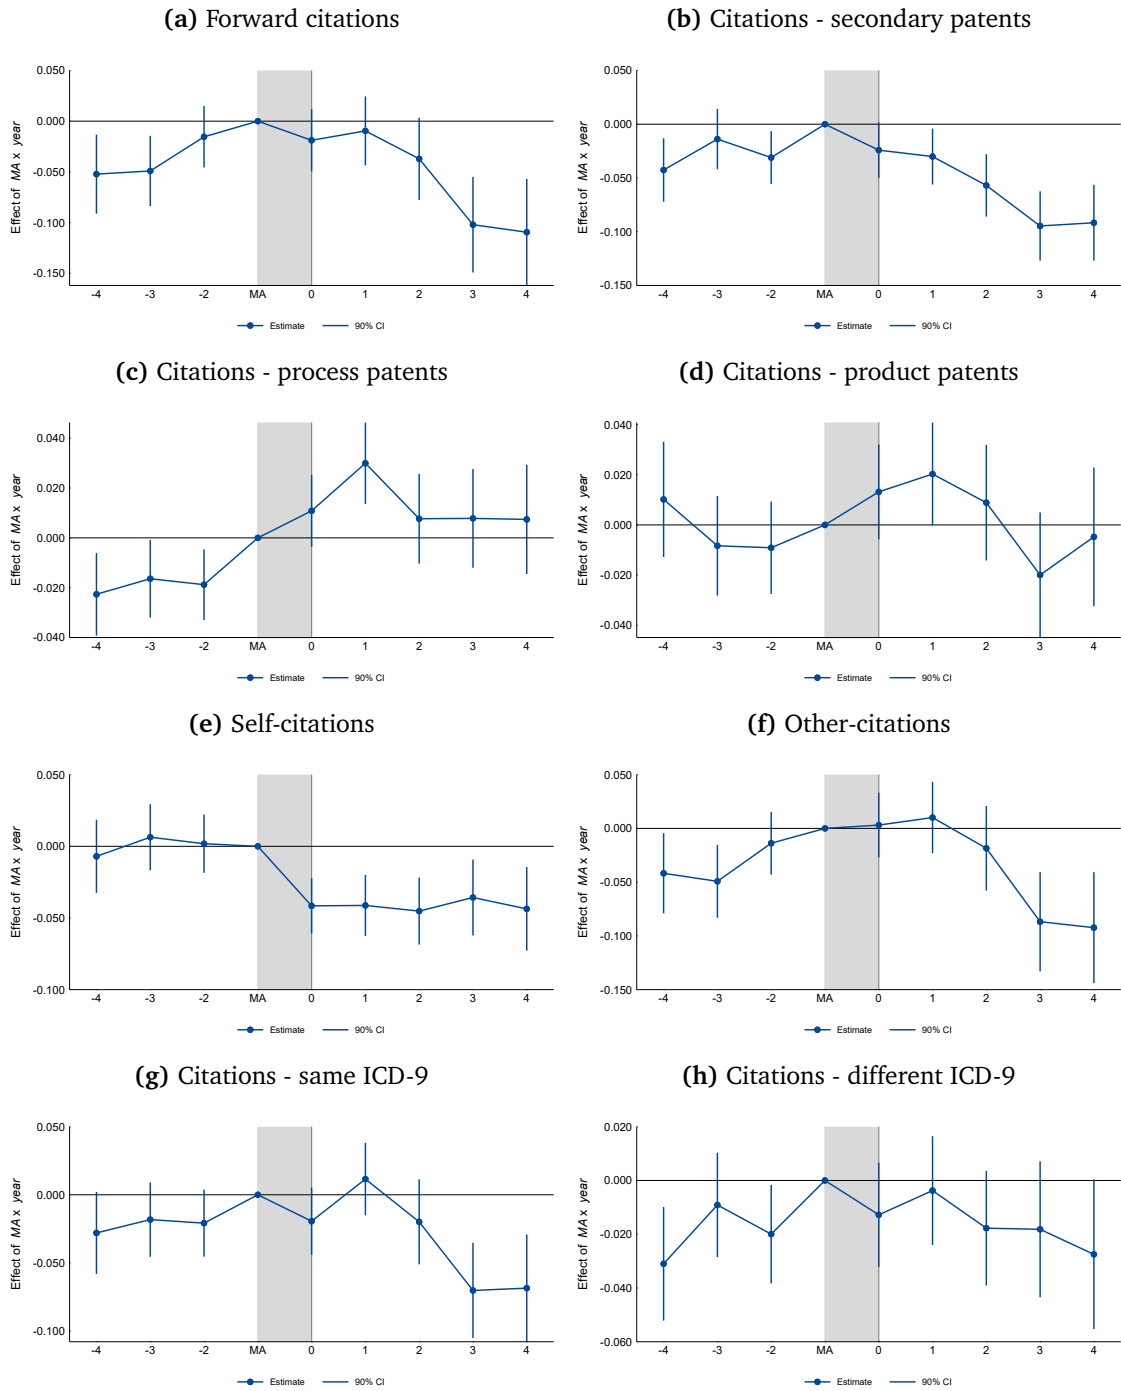 (a) Forward citations
Effect of MA x year
0.050
0.000
-0.050
-0.100
-0.150
-4 -3 -2 MA 0 1 2 3 4
Estimate 90% CI
(b) Citations - secondary patents
Effect of MA x year
0.050
0.000
-0.050
-0.100
-0.150
-4 -3 -2 MA 0 1 2 3 4
Estimate 90% CI
(c) Citations - process patents
Effect of MA x year
0.040
0.020
0.000
-0.020
-0.040
-4 -3 -2 MA 0 1 2 3 4
Estimate 90% CI
(d) Citations - product patents
Effect of MA x year
0.040
0.020
0.000
-0.020
-0.040
-4 -3 -2 MA 0 1 2 3 4
Estimate 90% CI
(e) Self-citations
Effect of MA x year
0.050
0.000
-0.050
-0.100
-4 -3 -2 MA 0 1 2 3 4
Estimate 90% CI
(f) Other-citations
Effect of MA x year
0.050
0.000
-0.050
-0.100
-0.150
-4 -3 -2 MA 0 1 2 3 4
Estimate 90% CI
(g) Citations - same ICD-9
Effect of MA x year
0.050
0.000
-0.050
-0.100
-4 -3 -2 MA 0 1 2 3 4
Estimate 90% CI
(h) Citations - different ICD-9
Effect of MA x year
0.020
0.000
-0.020
-0.040
-0.060
-4 -3 -2 MA 0 1 2 3 4
Estimate 90% CI